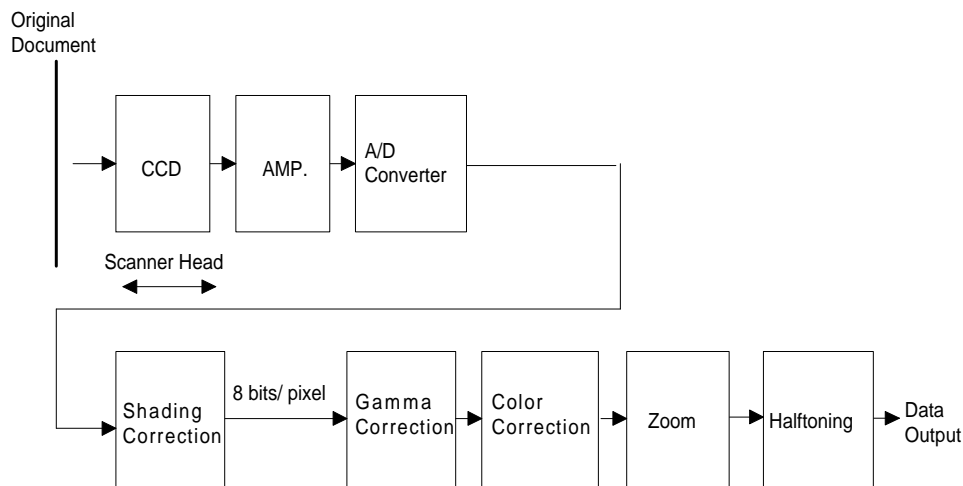 Original
Document
CCD
AMP.
A/D
Converter
Scanner Head
Shading
Correction
8 bits/ pixel
Gamma
Correction
Color
Correction
Zoom
Halftoning
Data
Output